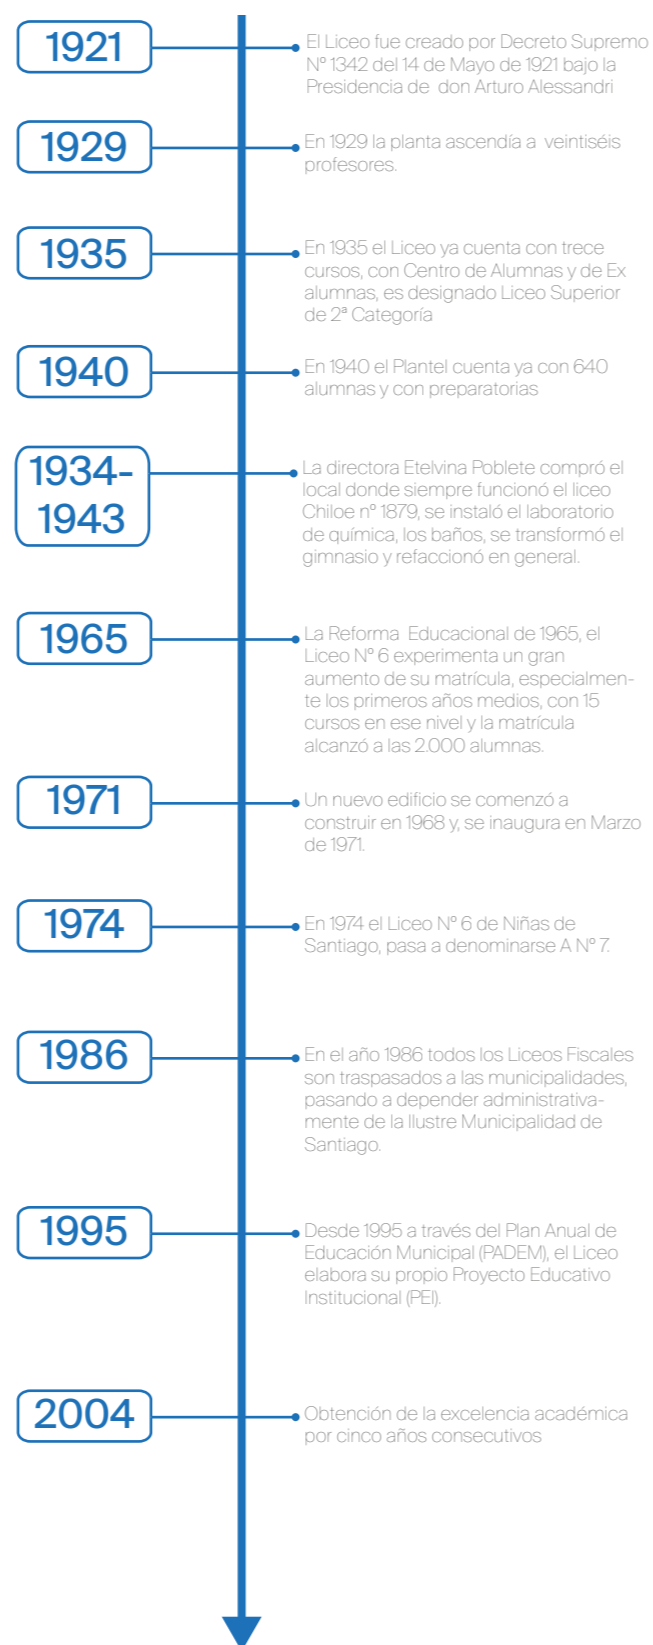 1921
El Liceo fue creado por Decreto Supremo
Nº 1342 del 14 de Mayo de 1921 bajo la
Presidencia de don Arturo Alessandri
1929
En 1929 la planta ascendía a veintiséis
profesores.
1935
En 1935 el Liceo ya cuenta con trece
cursos, con Centro de Alumnas y de Ex
alumnas, es designado Liceo Superior
de 2ª Categoría
1940
En 1940 el Plantel cuenta ya con 640
alumnas y con preparatorias
1934-
1943
La directora Etelvina Poblete compró el
local donde siempre funcionó el liceo
Chiloe nº 1879, se instaló el laboratorio
de química, los baños, se transformó el
gimnasio y refaccionó en general.
1965
La Reforma Educacional de 1965, el
Liceo Nº 6 experimenta un gran
aumento de su matrícula, especialmen-
te los primeros años medios, con 15
cursos en ese nivel y la matrícula
alcanzó a las 2.000 alumnas.
1971
Un nuevo edificio se comenzó a
construir en 1968 y, se inaugura en Marzo
de 1971.
1974
En 1974 el Liceo Nº 6 de Niñas de
Santiago, pasa a denominarse A Nº 7.
1986
En el año 1986 todos los Liceos Fiscales
son traspasados a las municipalidades,
pasando a depender administrativa-
mente de la Ilustre Municipalidad de
Santiago.
1995
Desde 1995 a través del Plan Anual de
Educación Municipal (PADEM), el Liceo
elabora su propio Proyecto Educativo
Institucional (PEI).
2004
Obtención de la excelencia académica
por cinco años consecutivos